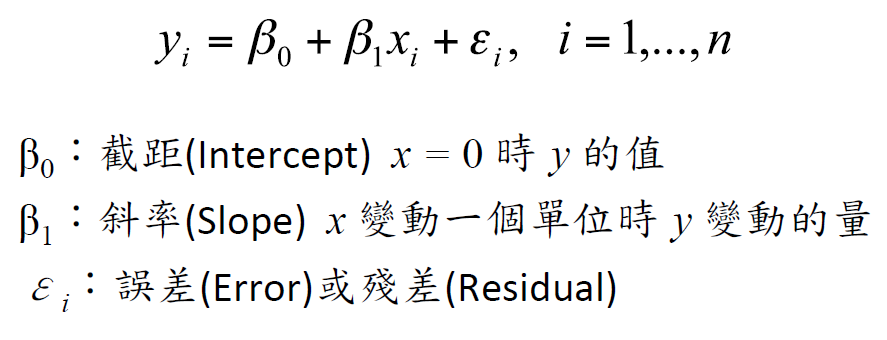 yᵢ = β₀ + β₁xᵢ + εᵢ, i = 1,...,n
β₀：截距(Intercept) x = 0 時 y 的值
β₁：斜率(Slope) x 變動一個單位時 y 變動的量
εᵢ：誤差(Error)或殘差(Residual)